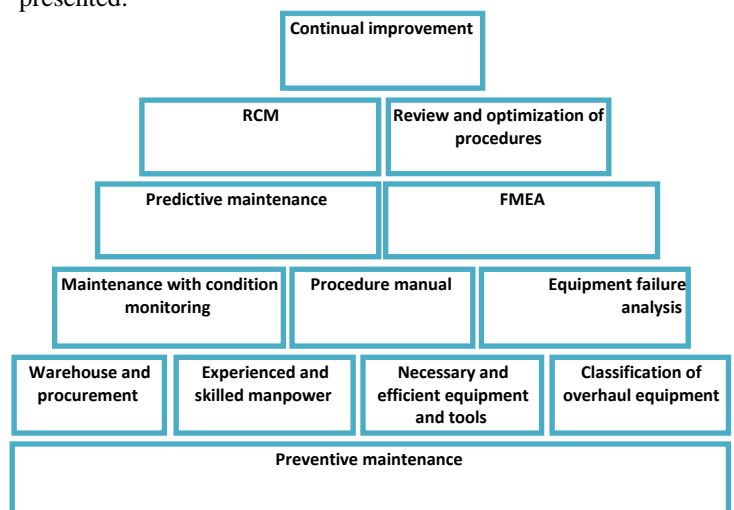 presented.
Continual improvement
RCM
Review and optimization of
procedures
Predictive maintenance
FMEA
Maintenance with condition
monitoring
Procedure manual
Equipment failure
analysis
Warehouse and
procurement
Experienced and
skilled manpower
Necessary and
efficient equipment
and tools
Classification of
overhaul equipment
Preventive maintenance